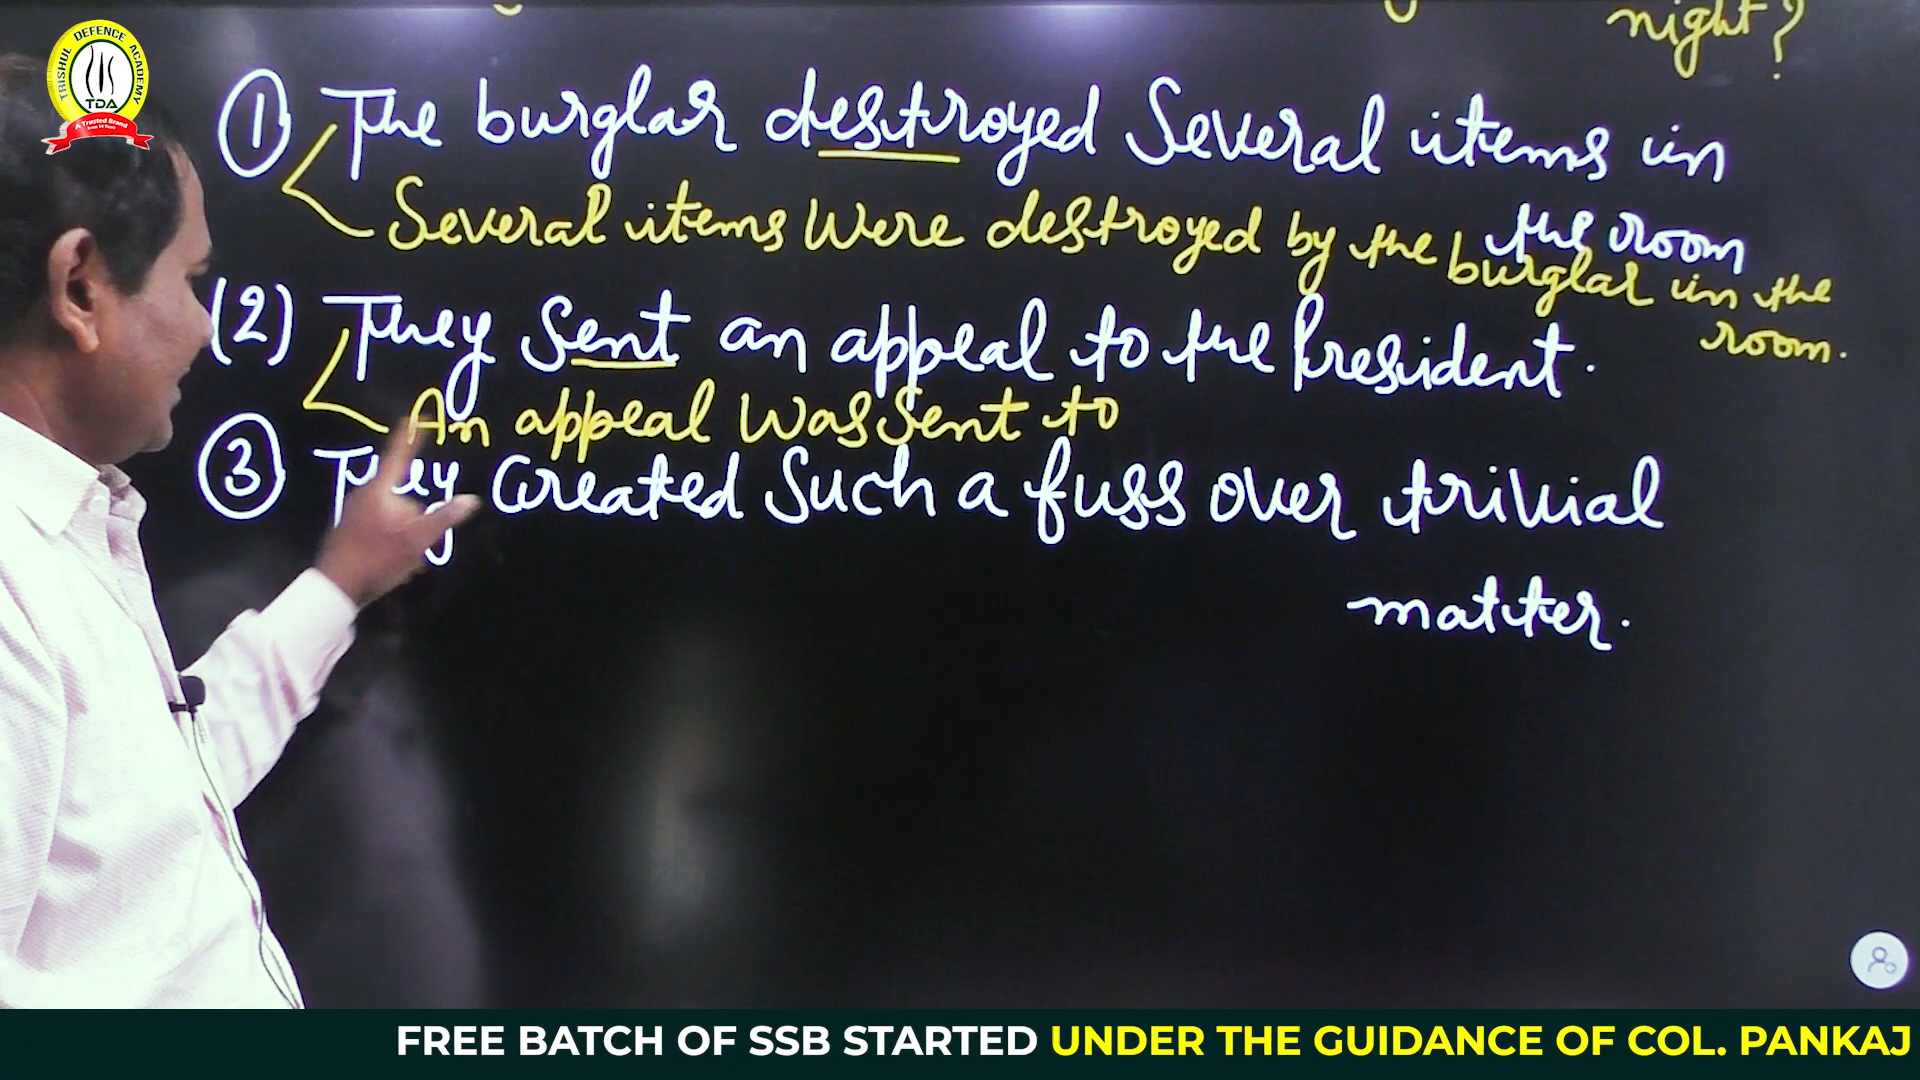 night?
TRISHUL DEFENCE ACADEMY
TDA
A Trusted Brand
① The burglar destroyed Several items in
the room
Several items Were destroyed by the burglar in the
room.
(2) They Sent an appeal to the President.
An appeal Was Sent to
③ They Created Such a fuss over trivial
matter.
FREE BATCH OF SSB STARTED UNDER THE GUIDANCE OF COL. PANKAJ